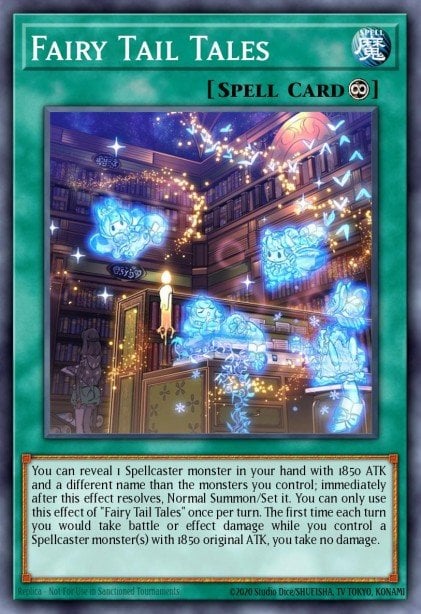 FAIRY TAIL TALES
SPELL
魔
[SPELL CARD]
You can reveal 1 Spellcaster monster in your hand with 1850 ATK
and a different name than the monsters you control; immediately
after this effect resolves, Normal Summon/Set it. You can only use
this effect of "Fairy Tail Tales" once per turn. The first time each turn
you would take battle or effect damage while you control a
Spellcaster monster(s) with 1850 original ATK, you take no damage.
Replica - Not For Use in Sanctioned Tournaments
©2020 Studio Dice/SHUEISHA, TV TOKYO, KONAMI